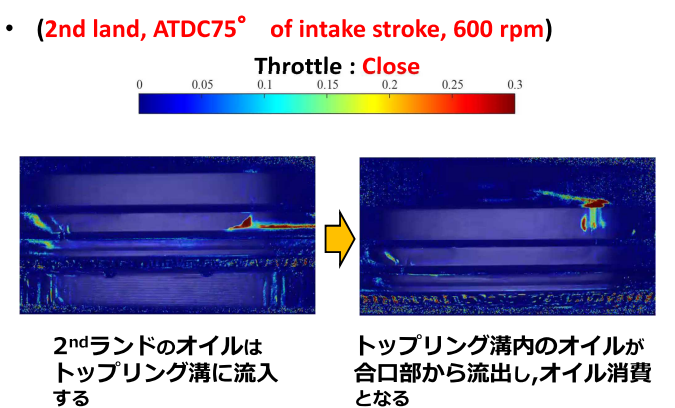 • (2nd land, ATDC75° of intake stroke, 600 rpm)
Throttle : Close
0 0.05 0.1 0.15 0.2 0.25 0.3
2ndランドのオイルは
トップリング溝に流入
する
トップリング溝内のオイルが
合口部から流出し,オイル消費
となる